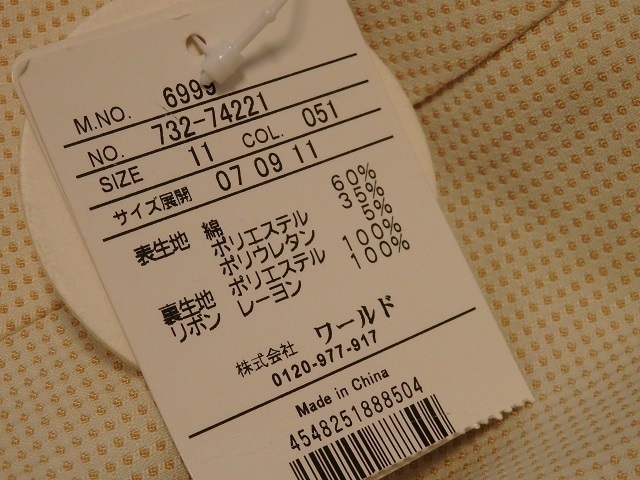 M.NO. 6999
NO. 732-74221
SIZE 11 COL. 051
サイズ展開 07 09 11
表生地 綿 60%
ポリエステル 35%
ポリウレタン 5%
裏生地 ポリエステル 100%
リボン レーヨン 100%
株式会社 ワールド
0120-977-917
Made in China
4548251888504